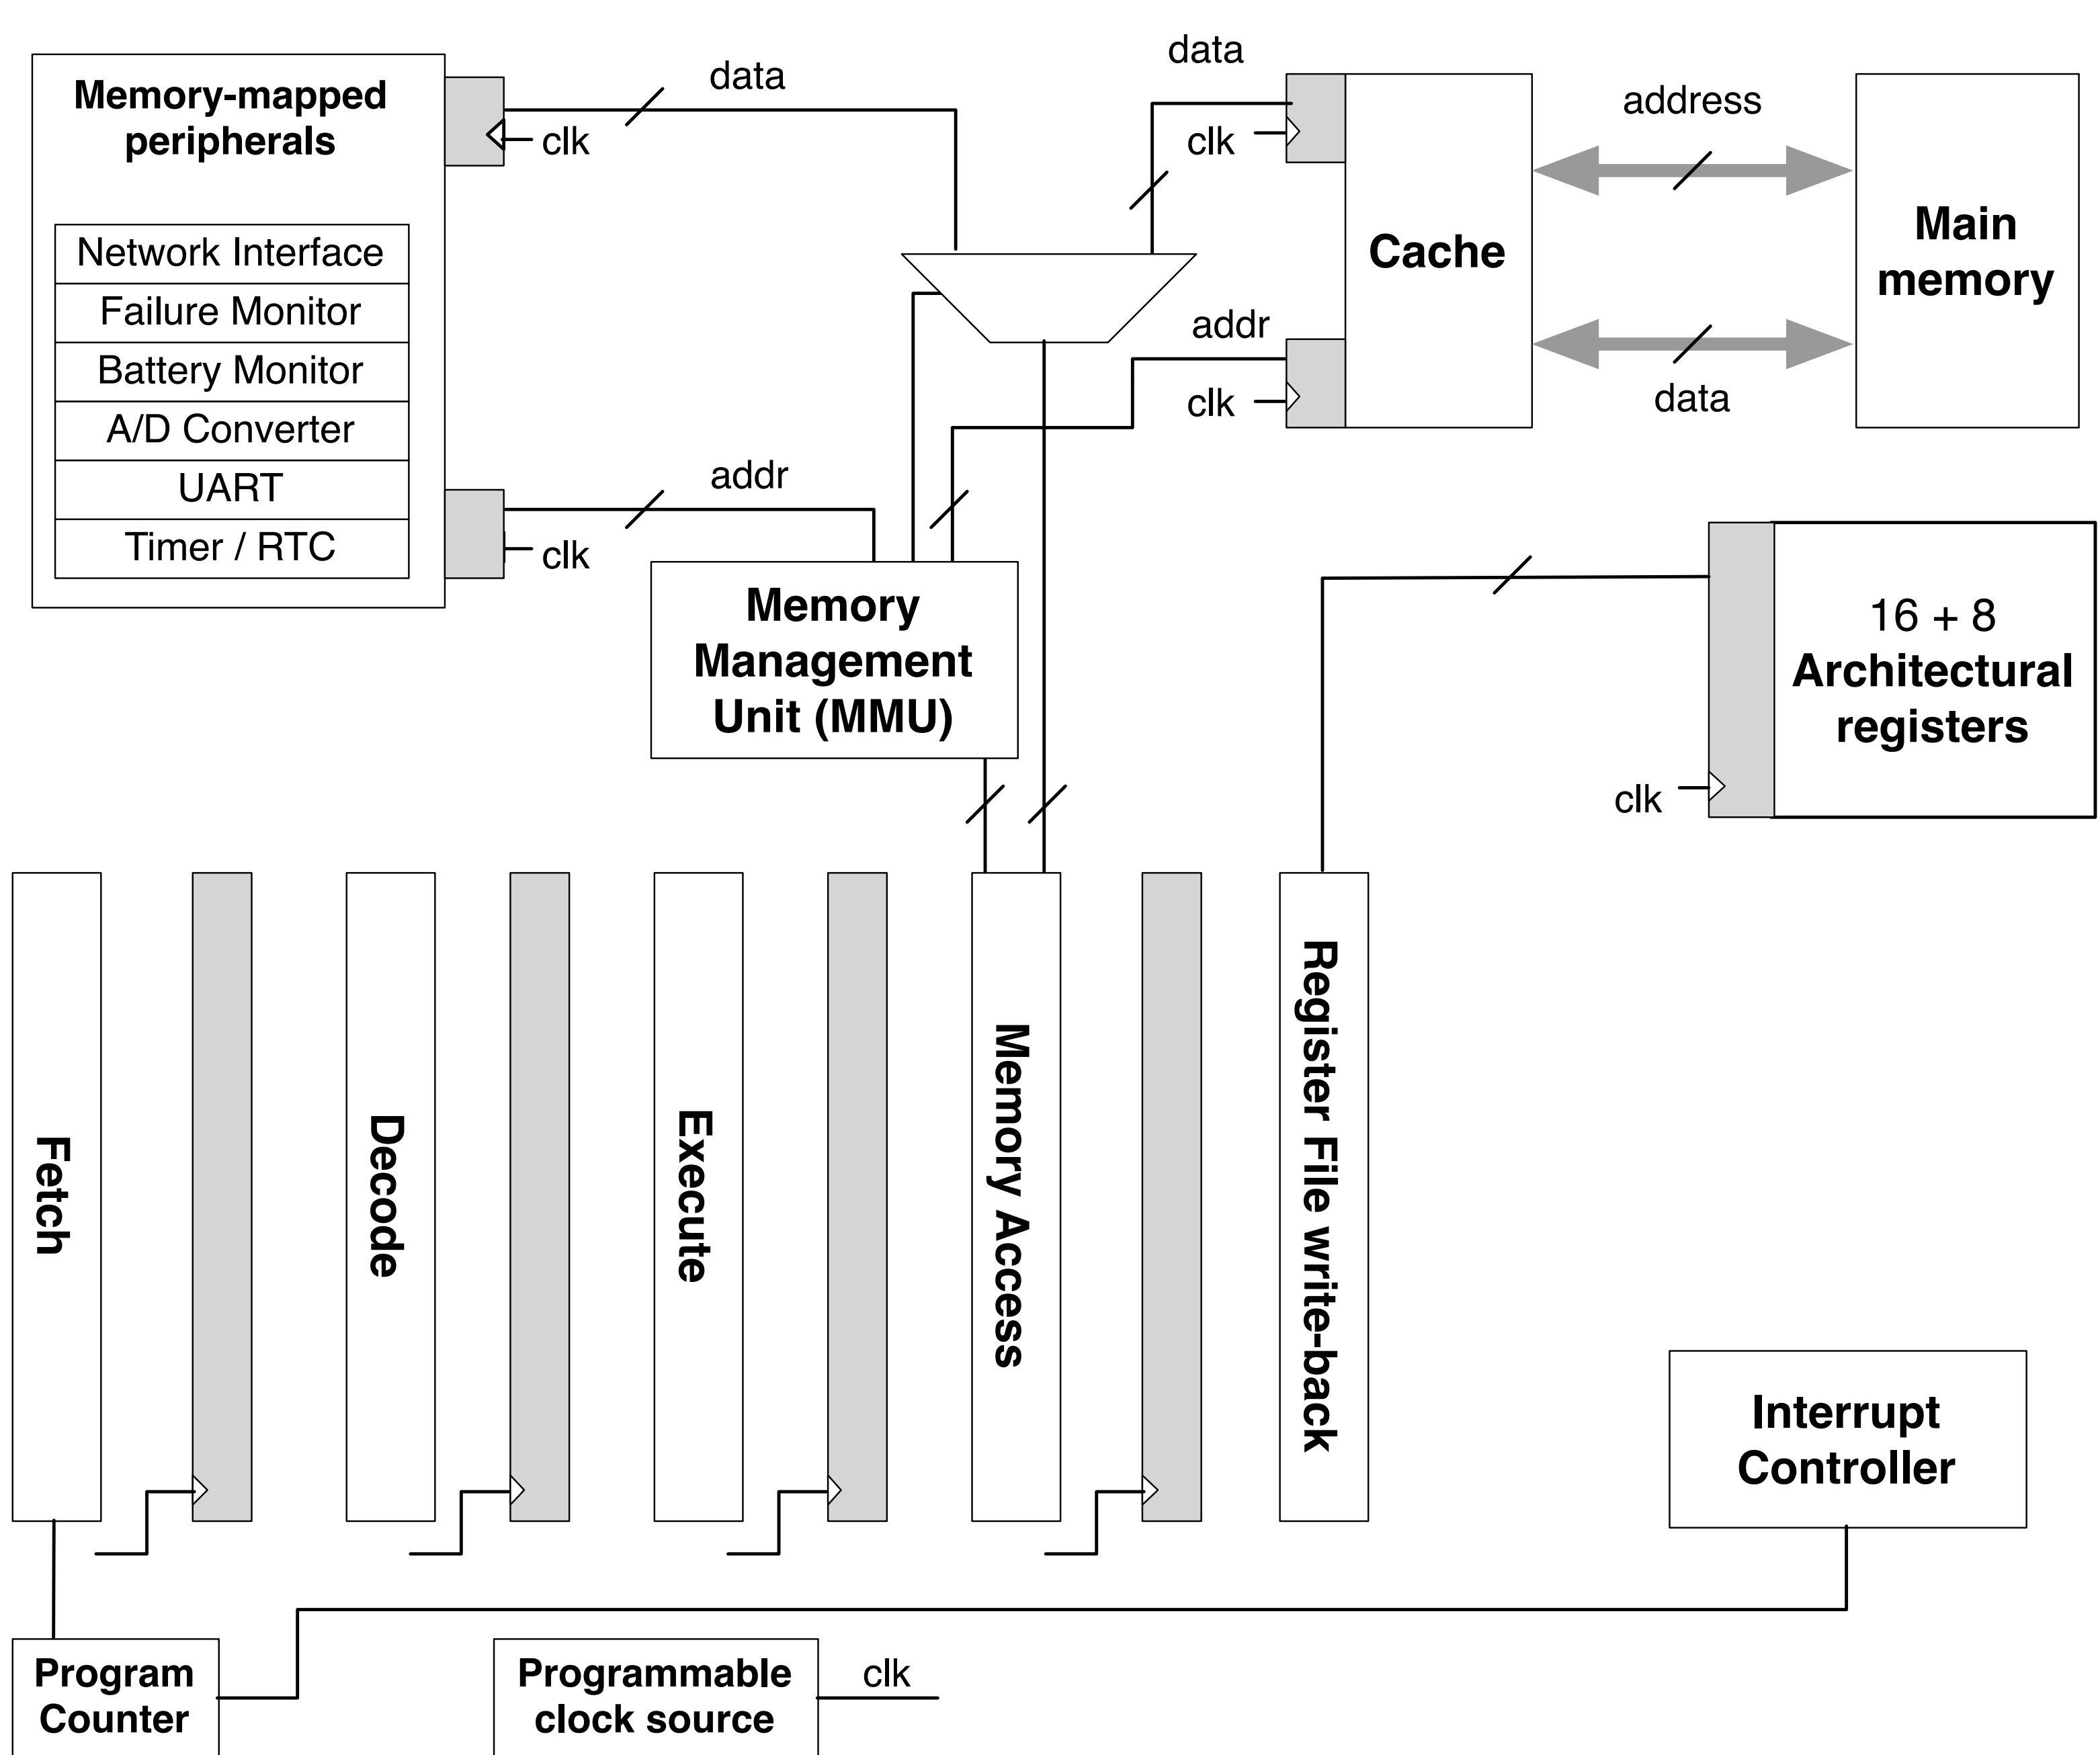 Memory-mapped
peripherals
Network Interface
Failure Monitor
Battery Monitor
A/D Converter
UART
Timer / RTC
data
clk
addr
clk
data
clk
addr
clk
Cache
address
data
Main
memory
Memory
Management
Unit (MMU)
16 + 8
Architectural
registers
clk
Fetch
Decode
Execute
Memory Access
Register File write-back
Interrupt
Controller
Program
Counter
Programmable
clock source
clk